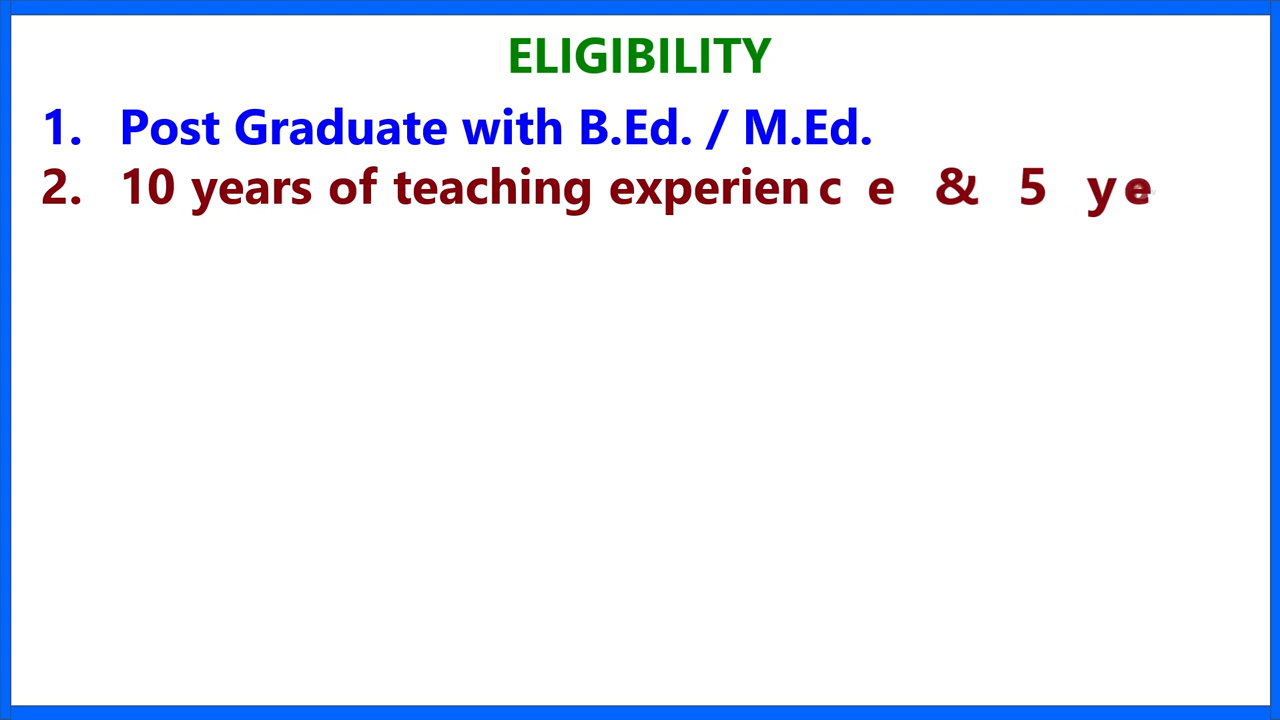 ELIGIBILITY
1. Post Graduate with B.Ed. / M.Ed.
2. 10 years of teaching experience & 5 ye